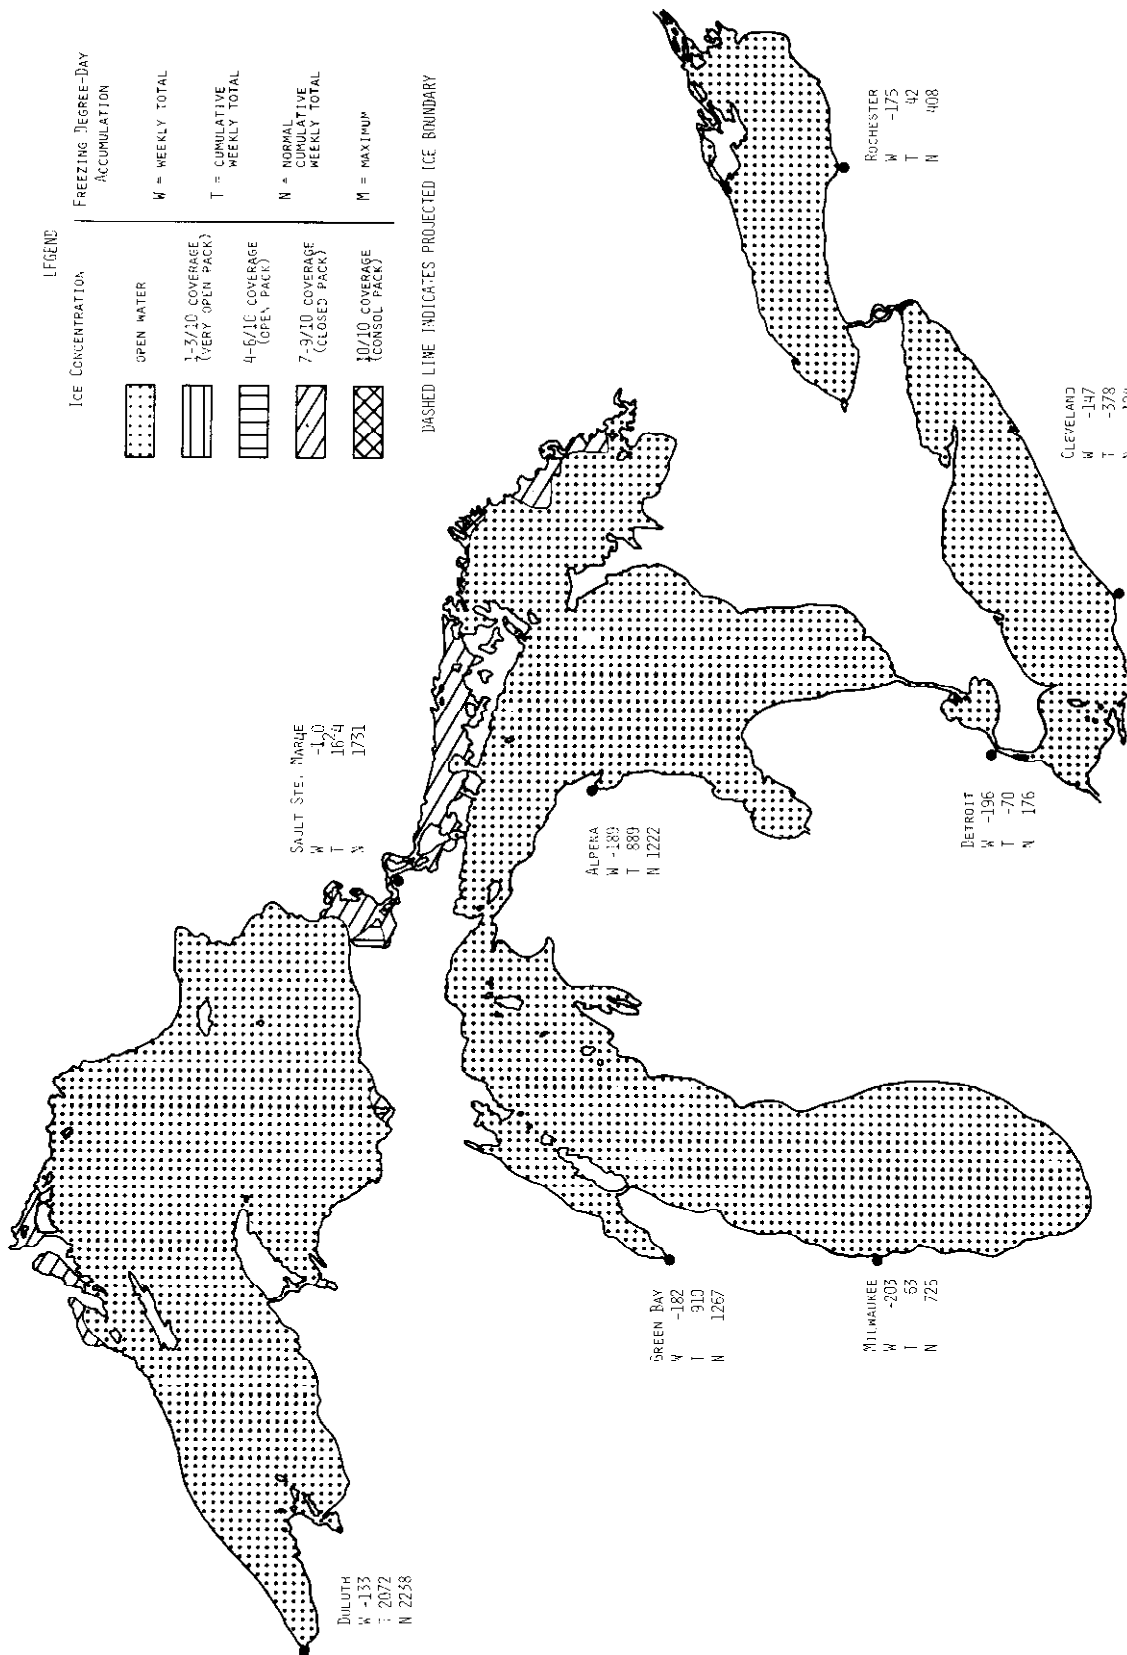 LEGEND
ICE CONCENTRATION
OPEN WATER
1-3/10 COVERAGE
(VERY OPEN PACK)
4-6/10 COVERAGE
(OPEN PACK)
7-9/10 COVERAGE
(CLOSED PACK)
10/10 COVERAGE
(CONSOL PACK)
FREEZING DEGREE-DAY
ACCUMULATION
W = WEEKLY TOTAL
T = CUMULATIVE
WEEKLY TOTAL
N = NORMAL
CUMULATIVE
WEEKLY TOTAL
M = MAXIMUM
DASHED LINE INDICATES PROJECTED ICE BOUNDARY
DULUTH
W -133
T 2072
N 2238
SAULT STE. MARIE
W
T
N 1731
GREEN BAY
W -182
T 910
N 1267
MILWAUKEE
W -203
T 63
N 725
ALPENA
W -189
T 889
N 1222
DETROIT
W -196
T -70
N 176
CLEVELAND
W -147
T -378
N
ROCHESTER
W -175
T 42
N 408